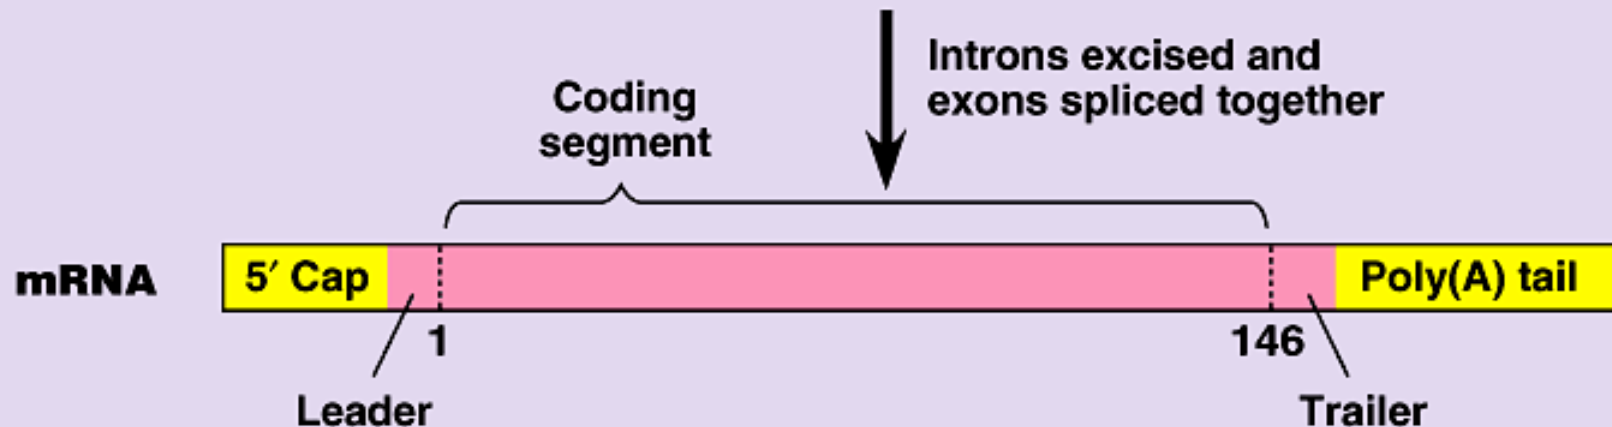 Introns excised and
exons spliced together
Coding
segment
mRNA
5′ Cap
Poly(A) tail
1
146
Leader
Trailer